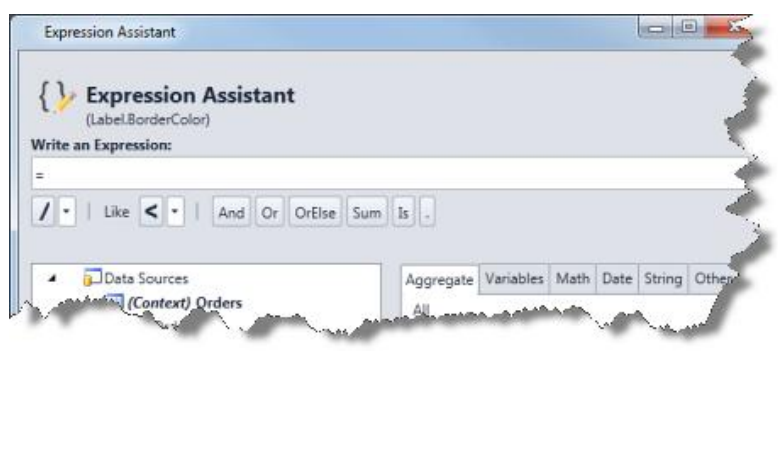 Expression Assistant
Expression Assistant
(Label.BorderColor)
Write an Expression:
=
/ Like < And Or OrElse Sum Is .
Data Sources
(Context) Orders
Aggregate Variables Math Date String Other
All